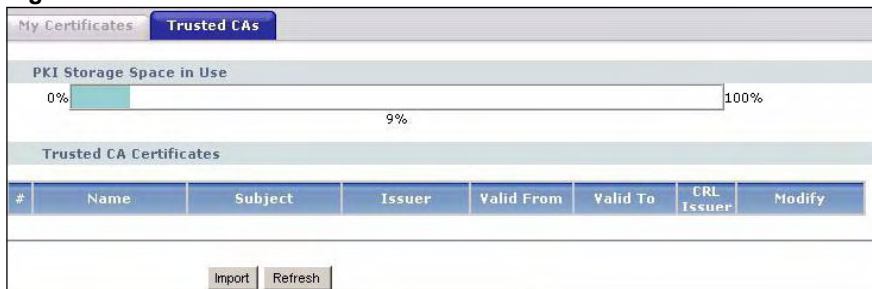 My Certificates Trusted CAs
PKI Storage Space in Use
0% 100%
9%
Trusted CA Certificates
# Name Subject Issuer Valid From Valid To CRL Issuer Modify
Import Refresh